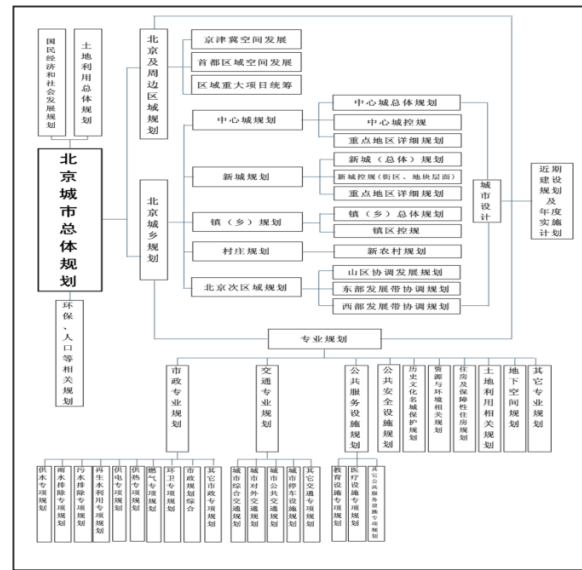 国民经济和社会发展规划
土地利用总体规划
北京城市总体规划
环保、人口等相关规划
北京及周边区域规划
京津冀空间发展
首都区域空间发展
区域重大项目统筹
北京城乡规划
中心城规划
中心城总体规划
中心城控规
重点地区详细规划
新城规划
新城（总体）规划
新城控规(街区、地块层面)
重点地区详细规划
镇（乡）规划
镇（乡）总体规划
镇区控规
村庄规划
新农村规划
北京次区域规划
山区协调发展规划
东部发展带协调规划
西部发展带协调规划
城市设计
近期建设规划及年度实施计划
专业规划
市政专业规划
交通专业规划
公共服务设施规划
公共安全设施规划
历史文化名城保护规划
资源与环境相关规划
住房及保障性住房规划
土地利用相关规划
地下空间规划
其它专业规划
供水专项规划
雨水排除专项规划
污水排除专项规划
再生水利用专项规划
供电专项规划
供热专项规划
燃气专项规划
环卫专项规划
市政规划综合
其它市政专项规划
城市综合交通规划
城市对外交通规划
城市公共交通规划
城市停车设施规划
其它交通专项规划
教育设施专项规划
医疗设施专项规划
其它公共服务设施专项规划